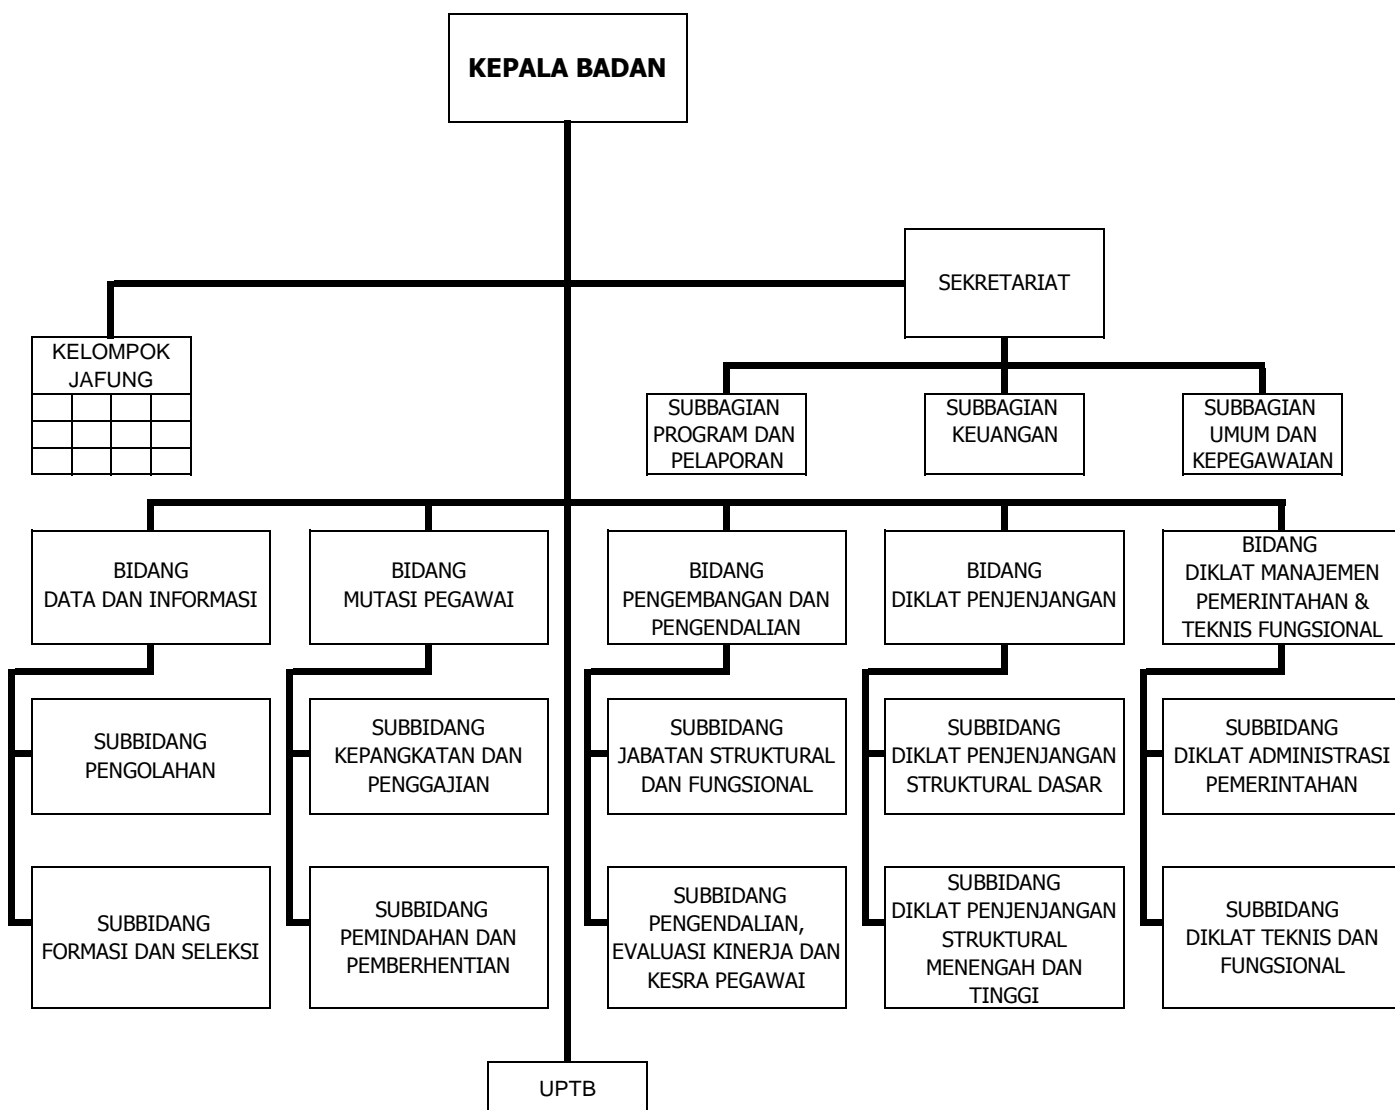 KEPALA BADAN
SEKRETARIAT
KELOMPOK
JAFUNG
SUBBAGIAN
PROGRAM DAN
PELAPORAN
SUBBAGIAN
KEUANGAN
SUBBAGIAN
UMUM DAN
KEPEGAWAIAN
BIDANG
DATA DAN INFORMASI
BIDANG
MUTASI PEGAWAI
BIDANG
PENGEMBANGAN DAN
PENGENDALIAN
BIDANG
DIKLAT PENJENJANGAN
BIDANG
DIKLAT MANAJEMEN
PEMERINTAHAN &
TEKNIS FUNGSIONAL
SUBBIDANG
PENGOLAHAN
SUBBIDANG
KEPANGKATAN DAN
PENGGAJIAN
SUBBIDANG
JABATAN STRUKTURAL
DAN FUNGSIONAL
SUBBIDANG
DIKLAT PENJENJANGAN
STRUKTURAL DASAR
SUBBIDANG
DIKLAT ADMINISTRASI
PEMERINTAHAN
SUBBIDANG
FORMASI DAN SELEKSI
SUBBIDANG
PEMINDAHAN DAN
PEMBERHENTIAN
SUBBIDANG
PENGENDALIAN,
EVALUASI KINERJA DAN
KESRA PEGAWAI
SUBBIDANG
DIKLAT PENJENJANGAN
STRUKTURAL
MENENGAH DAN
TINGGI
SUBBIDANG
DIKLAT TEKNIS DAN
FUNGSIONAL
UPTB